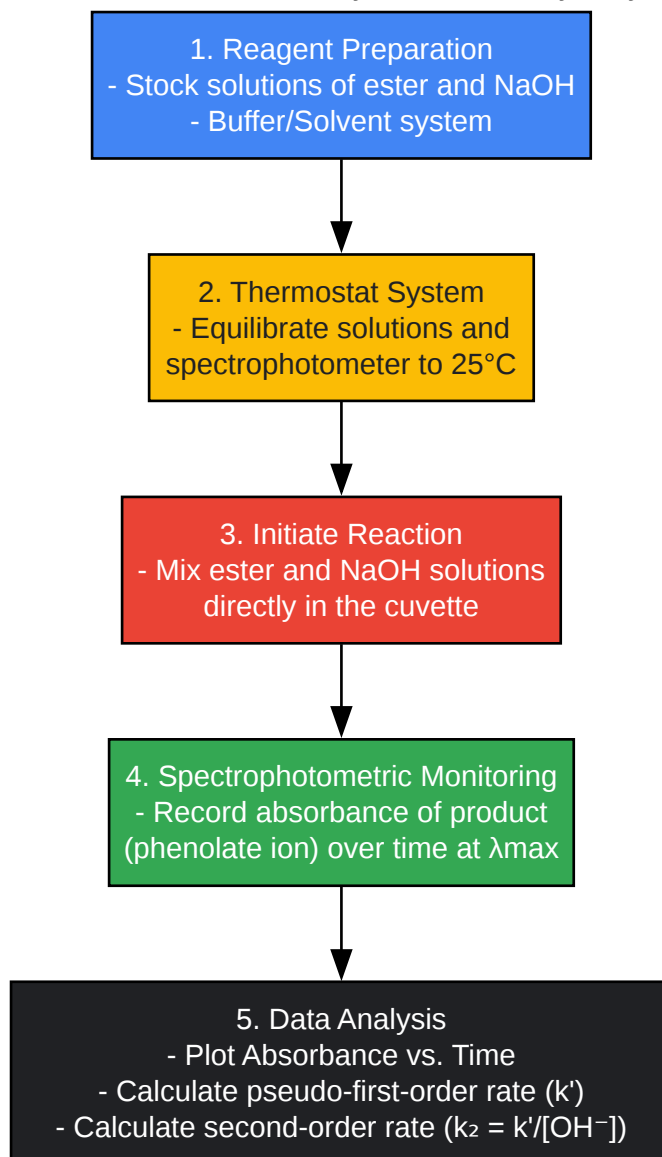 1. Reagent Preparation
- Stock solutions of ester and NaOH
- Buffer/Solvent system
2. Thermostat System
- Equilibrate solutions and
spectrophotometer to 25°C
3. Initiate Reaction
- Mix ester and NaOH solutions
directly in the cuvette
4. Spectrophotometric Monitoring
- Record absorbance of product
(phenolate ion) over time at λmax
5. Data Analysis
- Plot Absorbance vs. Time
- Calculate pseudo-first-order rate (k')
- Calculate second-order rate (k₂ = k'/[OH⁻])